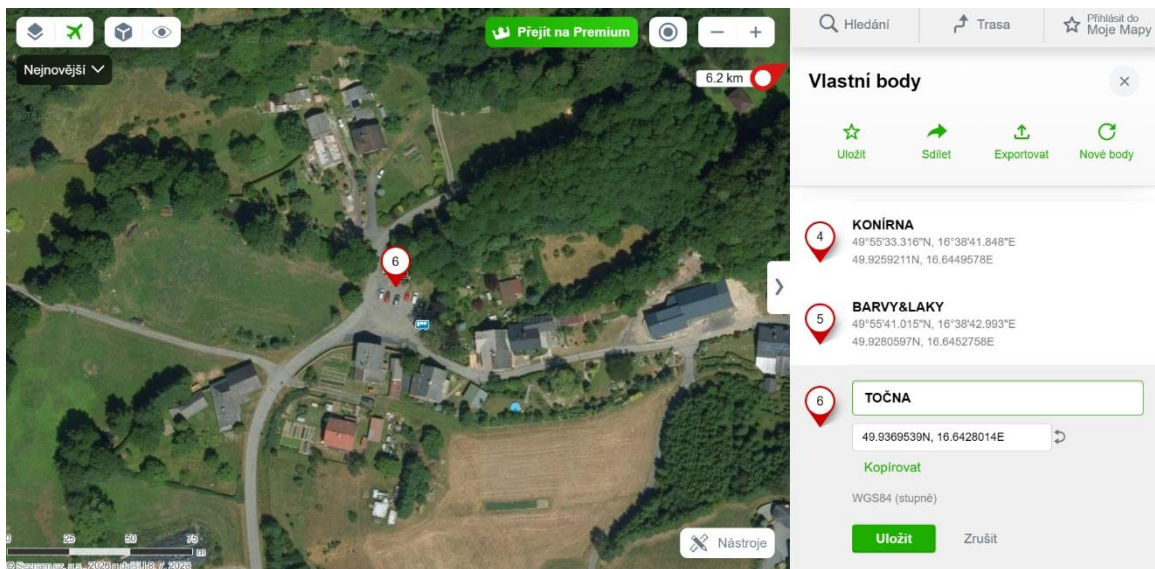 Přejít na Premium
Nejnovější
6.2 km
6
0 25 50 75
m
Nástroje
Hledání
Trasa
Přihlásit do
Moje Mapy
Vlastní body
Uložit
Sdílet
Exportovat
Nové body
4
KONÍRNA
49°55'33.316"N, 16°38'41.848"E
49.9259211N, 16.6449578E
5
BARVY&LAKY
49°55'41.015"N, 16°38'42.993"E
49.9280597N, 16.6452758E
6
TOČNA
49.9369539N, 16.6428014E
Kopírovat
WGS84 (stupně)
Uložit
Zrušit